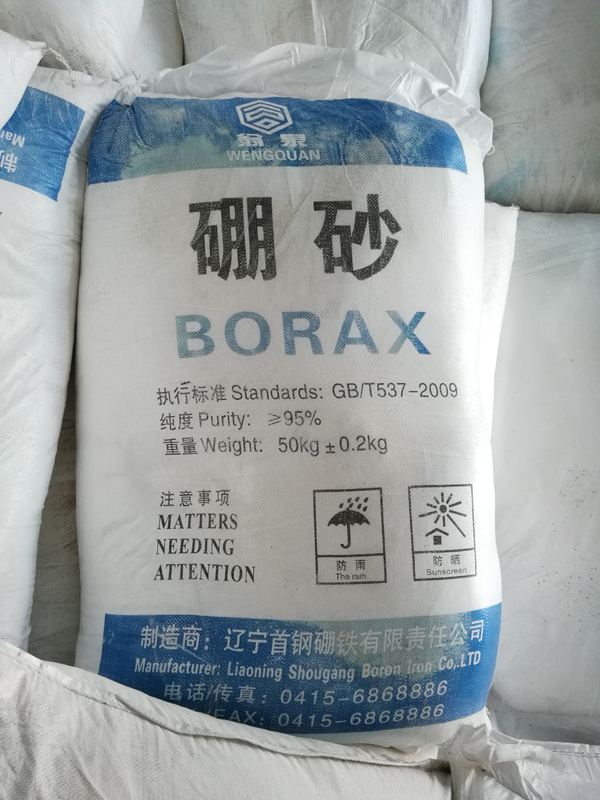 翁泉
WENGQUAN
硼砂
BORAX
执行标准 Standards: GB/T537-2009
纯度 Purity: ≥95%
重量 Weight: 50kg±0.2kg
注意事项
MATTERS
NEEDING
ATTENTION
防雨
The rain
防晒
Sunscreen
制造商: 辽宁首钢硼铁有限责任公司
Manufacturer: Liaoning Shougang Boron Iron Co,.LTD
电话/传真: 0415-6868886
/FAX: 0415-6868886
制
Man